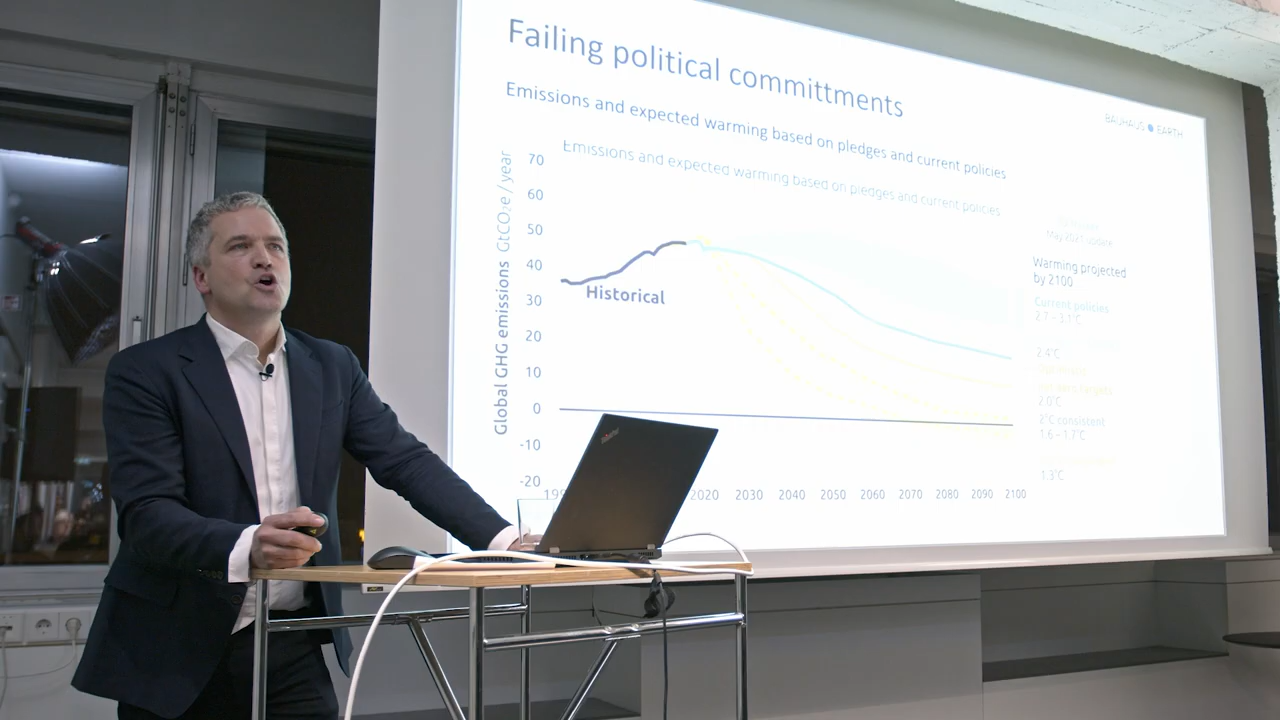 Failing political committments
BAUHAUS EARTH
Emissions and expected warming based on pledges and current policies
Emissions and expected warming based on pledges and current policies
Global GHG emissions GtCO₂e / year
70
60
50
40
30
20
10
0
-10
-20
Historical
2020 2030 2040 2050 2060 2070 2080 2090 2100
May 2021 update
Warming projected
by 2100
Current policies
2.7 – 3.1°C
2.4°C
2.0°C
2°C consistent
1.6 – 1.7°C
1.3°C